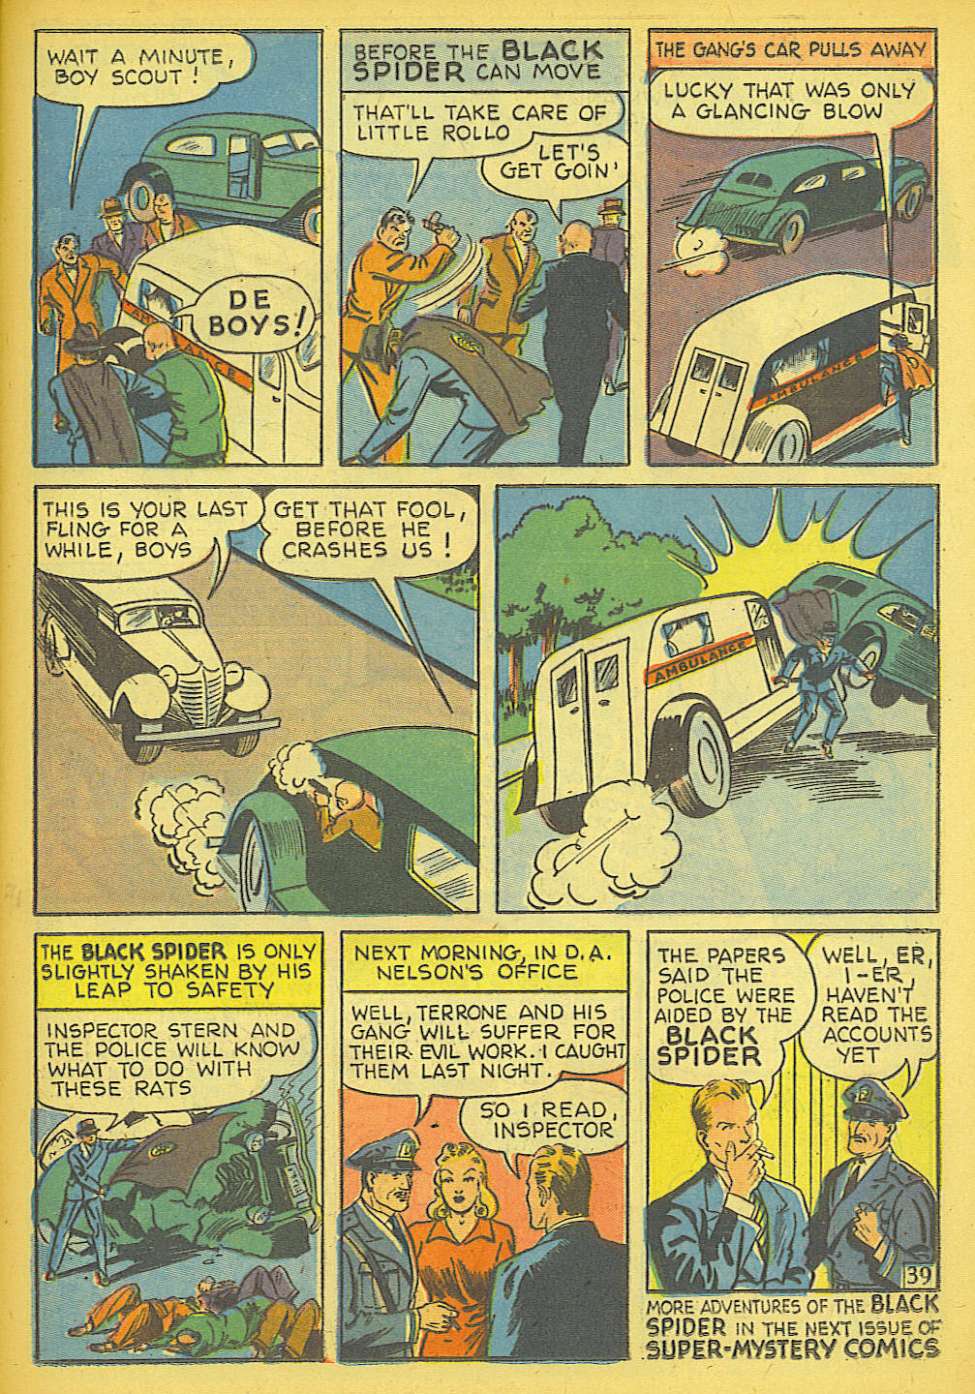 WAIT A MINUTE,
BOY SCOUT!
DE
BOYS!
AMBULANCE
BEFORE THE BLACK
SPIDER CAN MOVE
THAT'LL TAKE CARE OF
LITTLE ROLLO
LET'S
GET GOIN'
THE GANG'S CAR PULLS AWAY
LUCKY THAT WAS ONLY
A GLANCING BLOW
AMBULANCE
THIS IS YOUR LAST
FLING FOR A
WHILE, BOYS
GET THAT FOOL,
BEFORE HE
CRASHES US!
AMBULANCE
THE BLACK SPIDER IS ONLY
SLIGHTLY SHAKEN BY HIS
LEAP TO SAFETY
INSPECTOR STERN AND
THE POLICE WILL KNOW
WHAT TO DO WITH
THESE RATS
NEXT MORNING, IN D.A.
NELSON'S OFFICE
WELL, TERRONE AND HIS
GANG WILL SUFFER FOR
THEIR EVIL WORK. I CAUGHT
THEM LAST NIGHT.
SO I READ,
INSPECTOR
THE PAPERS
SAID THE
POLICE WERE
AIDED BY THE
BLACK
SPIDER
WELL, ER,
I-ER,
HAVEN'T
READ THE
ACCOUNTS
YET
39
MORE ADVENTURES OF THE BLACK
SPIDER IN THE NEXT ISSUE OF
SUPER-MYSTERY COMICS